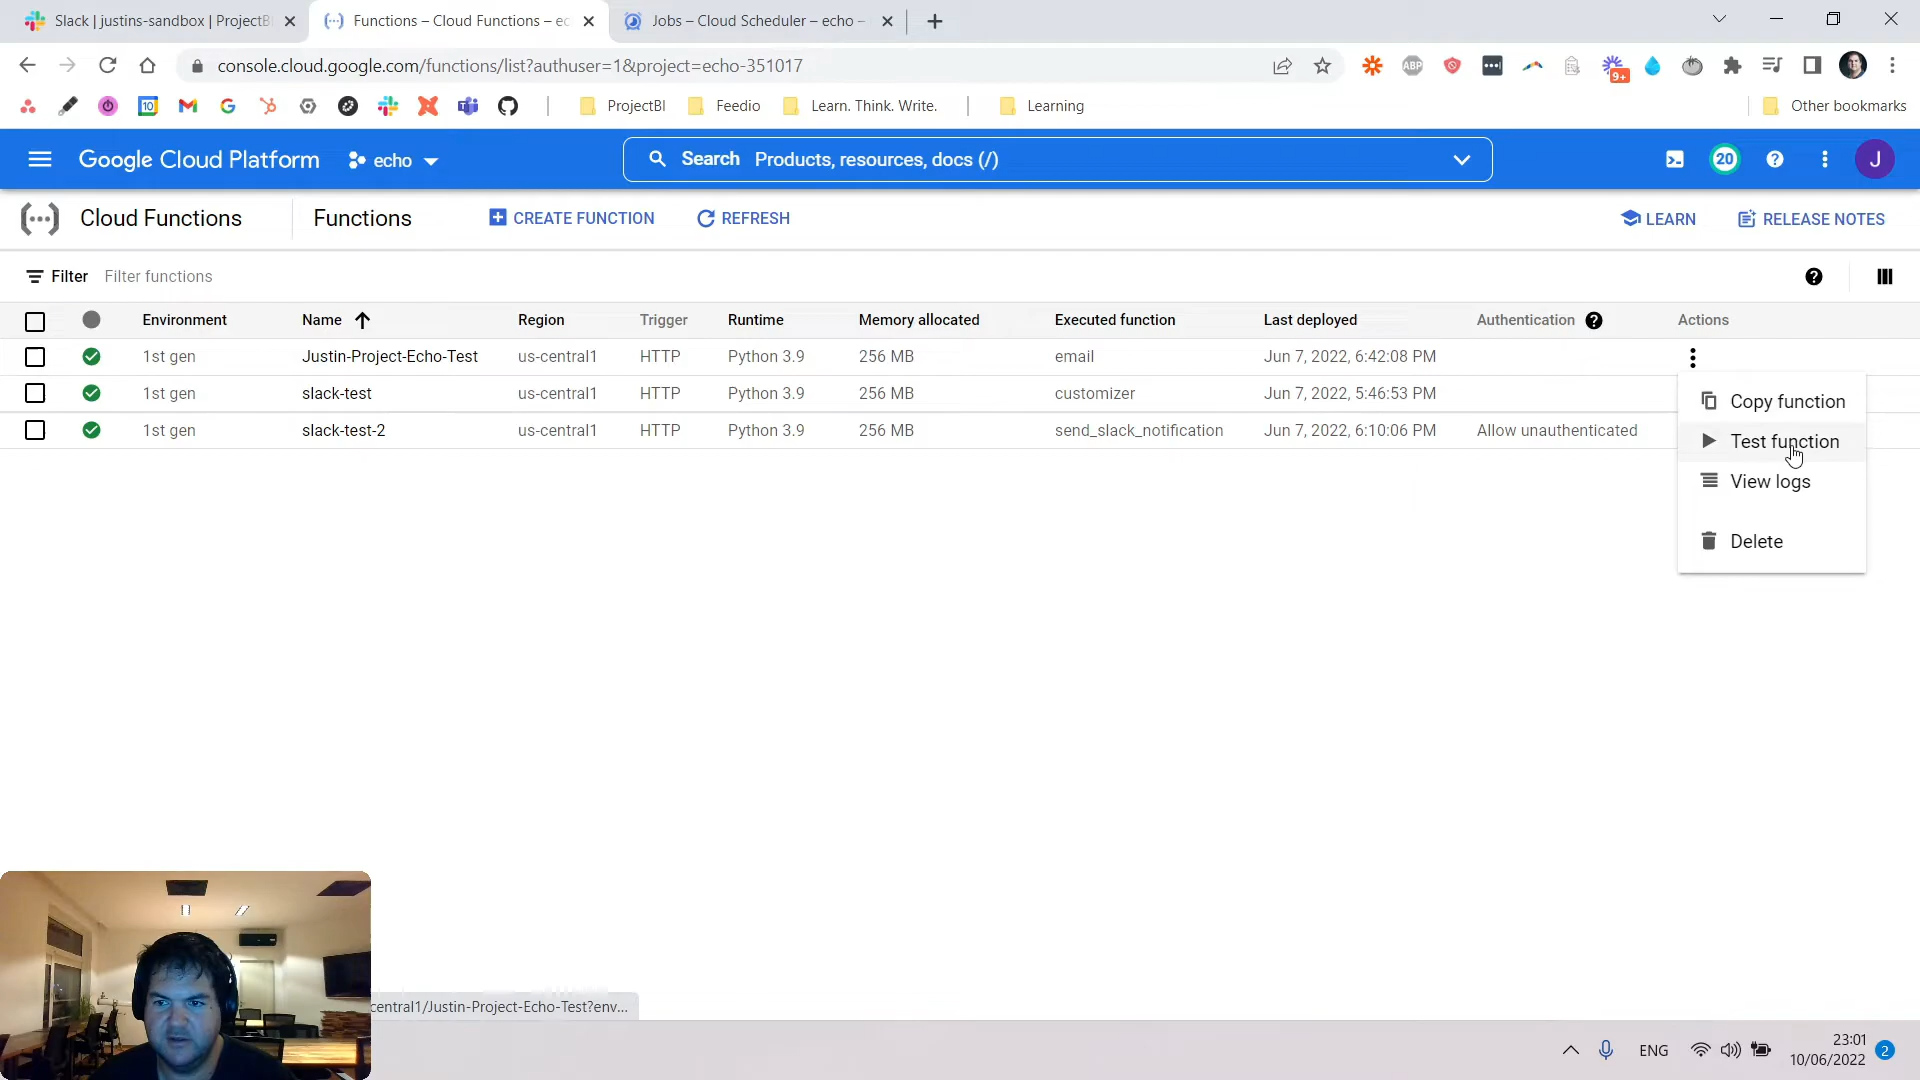 Slack | justins-sandbox | ProjectB
Functions – Cloud Functions – ec
Jobs – Cloud Scheduler – echo –
console.cloud.google.com/functions/list?authuser=1&project=echo-351017
ABP
9+
10
ProjectBI
Feedio
Learn. Think. Write.
Learning
Other bookmarks
Google Cloud Platform
echo
Search Products, resources, docs (/)
20
J
Cloud Functions
Functions
CREATE FUNCTION
REFRESH
LEARN
RELEASE NOTES
Filter Filter functions
Environment Name Region Trigger Runtime Memory allocated Executed function Last deployed Authentication Actions
1st gen Justin-Project-Echo-Test us-central1 HTTP Python 3.9 256 MB email Jun 7, 2022, 6:42:08 PM
1st gen slack-test us-central1 HTTP Python 3.9 256 MB customizer Jun 7, 2022, 5:46:53 PM
1st gen slack-test-2 us-central1 HTTP Python 3.9 256 MB send_slack_notification Jun 7, 2022, 6:10:06 PM Allow unauthenticated
Copy function
Test function
View logs
Delete
central1/Justin-Project-Echo-Test?env...
ENG
23:01
10/06/2022
2